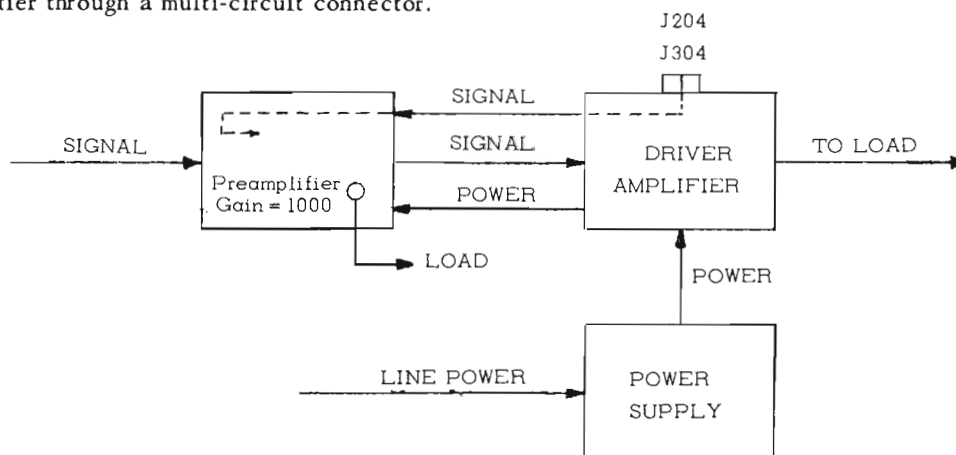 through a multi-circuit connector.
J204
J304
SIGNAL
SIGNAL
SIGNAL
DRIVER
AMPLIFIER
TO LOAD
Preamplifier
Gain = 1000
POWER
LOAD
POWER
LINE POWER
POWER
SUPPLY